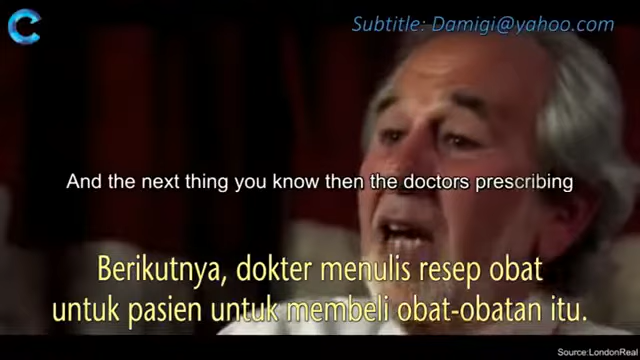 C
Subtitle: Damigi@yahoo.com
And the next thing you know then the doctors prescribing
Berikutnya, dokter menulis resep obat
untuk pasien untuk membeli obat-obatan itu.
Source:LondonReal